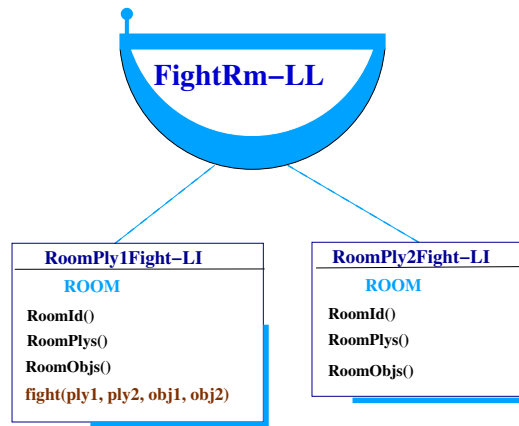 FightRm-LL
RoomPly1Fight-LI
ROOM
RoomId()
RoomPlys()
RoomObjs()
fight(ply1, ply2, obj1, obj2)
RoomPly2Fight-LI
ROOM
RoomId()
RoomPlys()
RoomObjs()